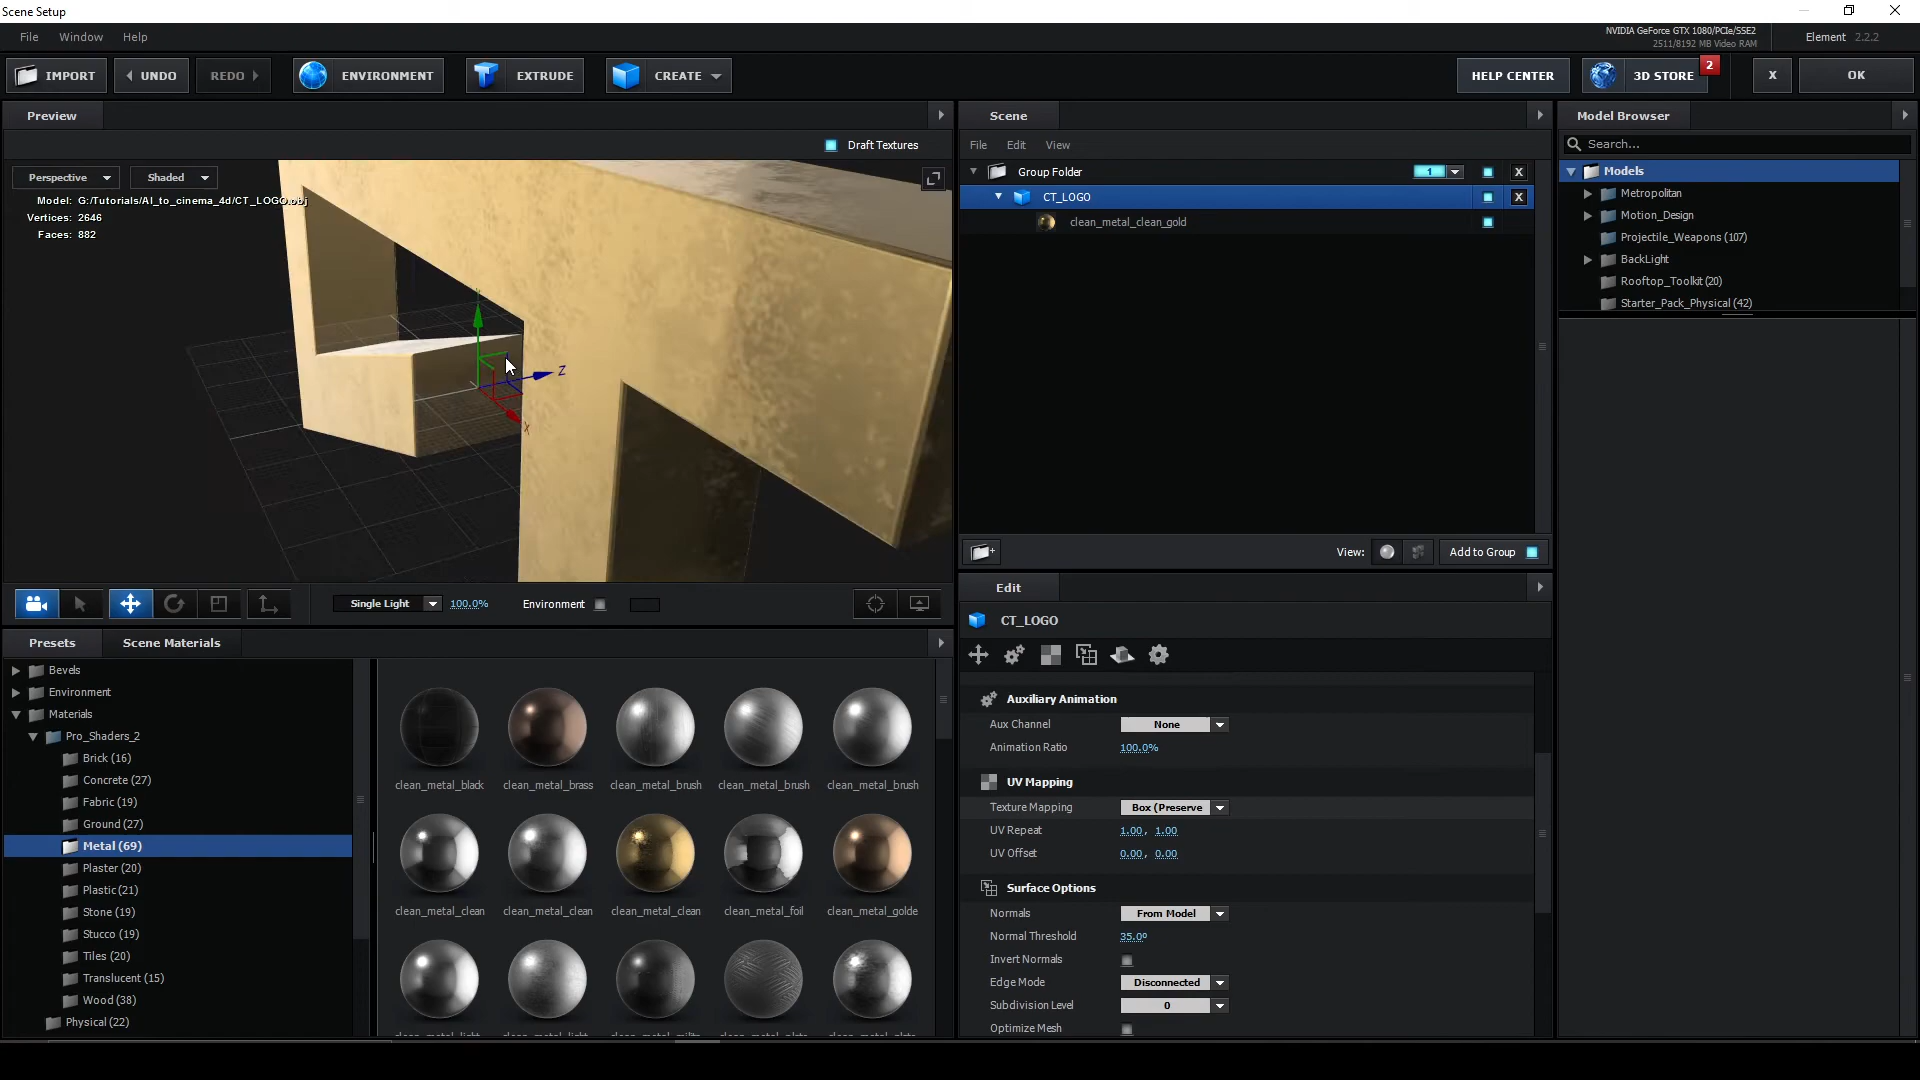 Scene Setup
File Window Help
NVIDIA GeForce GTX 1080/PCIe/SSE2
2511/8192 MB Video RAM
Element 2.2.2
IMPORT UNDO REDO ENVIRONMENT EXTRUDE CREATE HELP CENTER 3D STORE 2 X OK
Preview
Draft Textures
Perspective Shaded
Model: G:/Tutorials/AI_to_cinema_4d/CT_LOGO.obj
Vertices: 2646
Faces: 882
Z
X
Single Light 100.0% Environment
Scene
File Edit View
Group Folder 1 X
CT_LOGO X
clean_metal_clean_gold
View: Add to Group
Model Browser
Search...
Models
Metropolitan
Motion_Design
Projectile_Weapons (107)
BackLight
Rooftop_Toolkit (20)
Starter_Pack_Physical (42)
Presets Scene Materials
Bevels
Environment
Materials
Pro_Shaders_2
Brick (16)
Concrete (27)
Fabric (19)
Ground (27)
Metal (69)
Plaster (20)
Plastic (21)
Stone (19)
Stucco (19)
Tiles (20)
Translucent (15)
Wood (38)
Physical (22)
clean_metal_black clean_metal_brass clean_metal_brush clean_metal_brush clean_metal_brush
clean_metal_clean clean_metal_clean clean_metal_clean clean_metal_foil clean_metal_golde
Edit
CT_LOGO
Auxiliary Animation
Aux Channel None
Animation Ratio 100.0%
UV Mapping
Texture Mapping Box (Preserve
UV Repeat 1.00, 1.00
UV Offset 0.00, 0.00
Surface Options
Normals From Model
Normal Threshold 35.0º
Invert Normals
Edge Mode Disconnected
Subdivision Level 0
Optimize Mesh